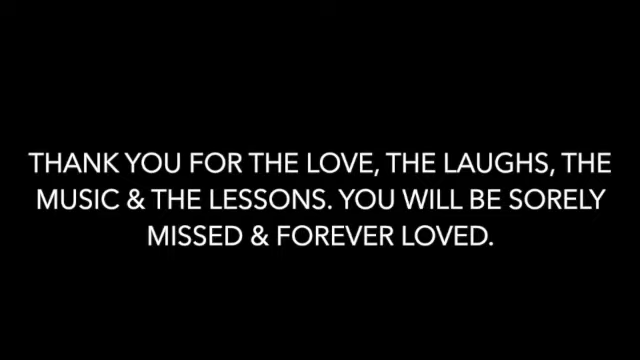 THANK YOU FOR THE LOVE, THE LAUGHS, THE
MUSIC & THE LESSONS. YOU WILL BE SORELY
MISSED & FOREVER LOVED.